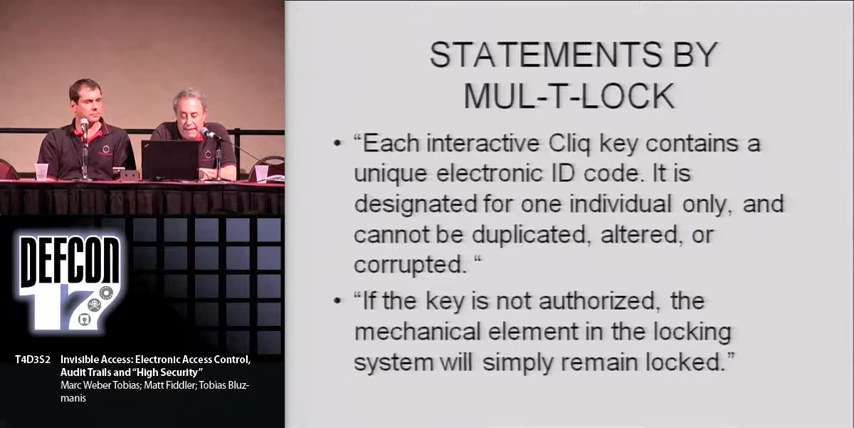 STATEMENTS BY
MUL-T-LOCK
• “Each interactive Cliq key contains a
unique electronic ID code. It is
designated for one individual only, and
cannot be duplicated, altered, or
corrupted. “
• “If the key is not authorized, the
mechanical element in the locking
system will simply remain locked.”
DEFCON
17
T4D3S2 Invisible Access: Electronic Access Control,
Audit Trails and “High Security”
Marc Weber Tobias; Matt Fiddler; Tobias Bluz-
manis